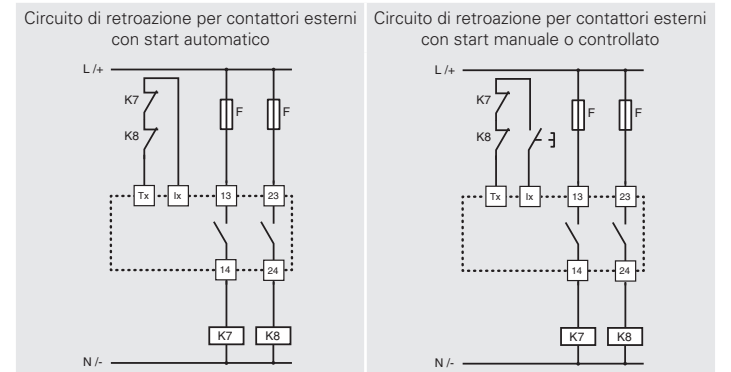 Circuito di retroazione per contattori esterni
con start automatico
L /+
K7
F
F
K8
Tx
Ix
13
23
14
24
K7
K8
N /-
Circuito di retroazione per contattori esterni
con start manuale o controllato
L /+
K7
F
F
K8
Tx
Ix
13
23
14
24
K7
K8
N /-